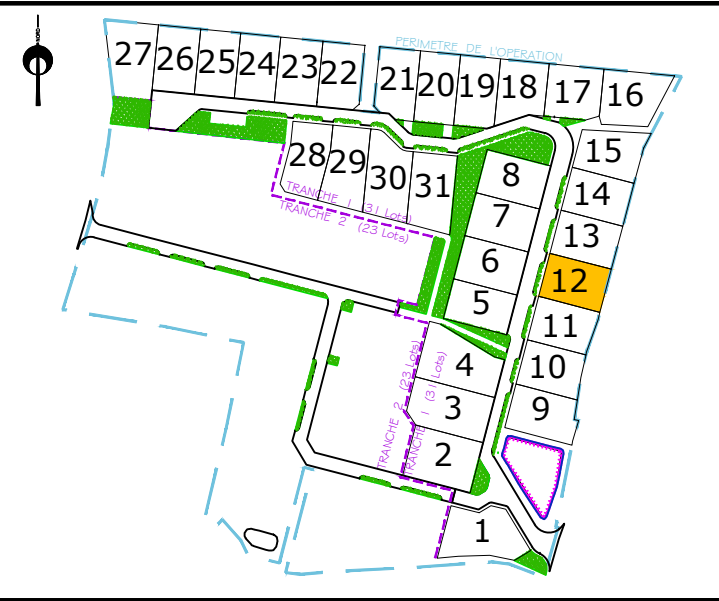 PERIMETRE DE L'OPERATION
27 26 25 24 23 22 21 20 19 18 17 16
28 29 30 31
TRANCHE 1 (31 Lots)
TRANCHE 2 (23 Lots)
15
14
13
12
11
10
9
8
7
6
5
4
3
2
TRANCHE 2 (23 Lots)
TRANCHE 1 (31 Lots)
1